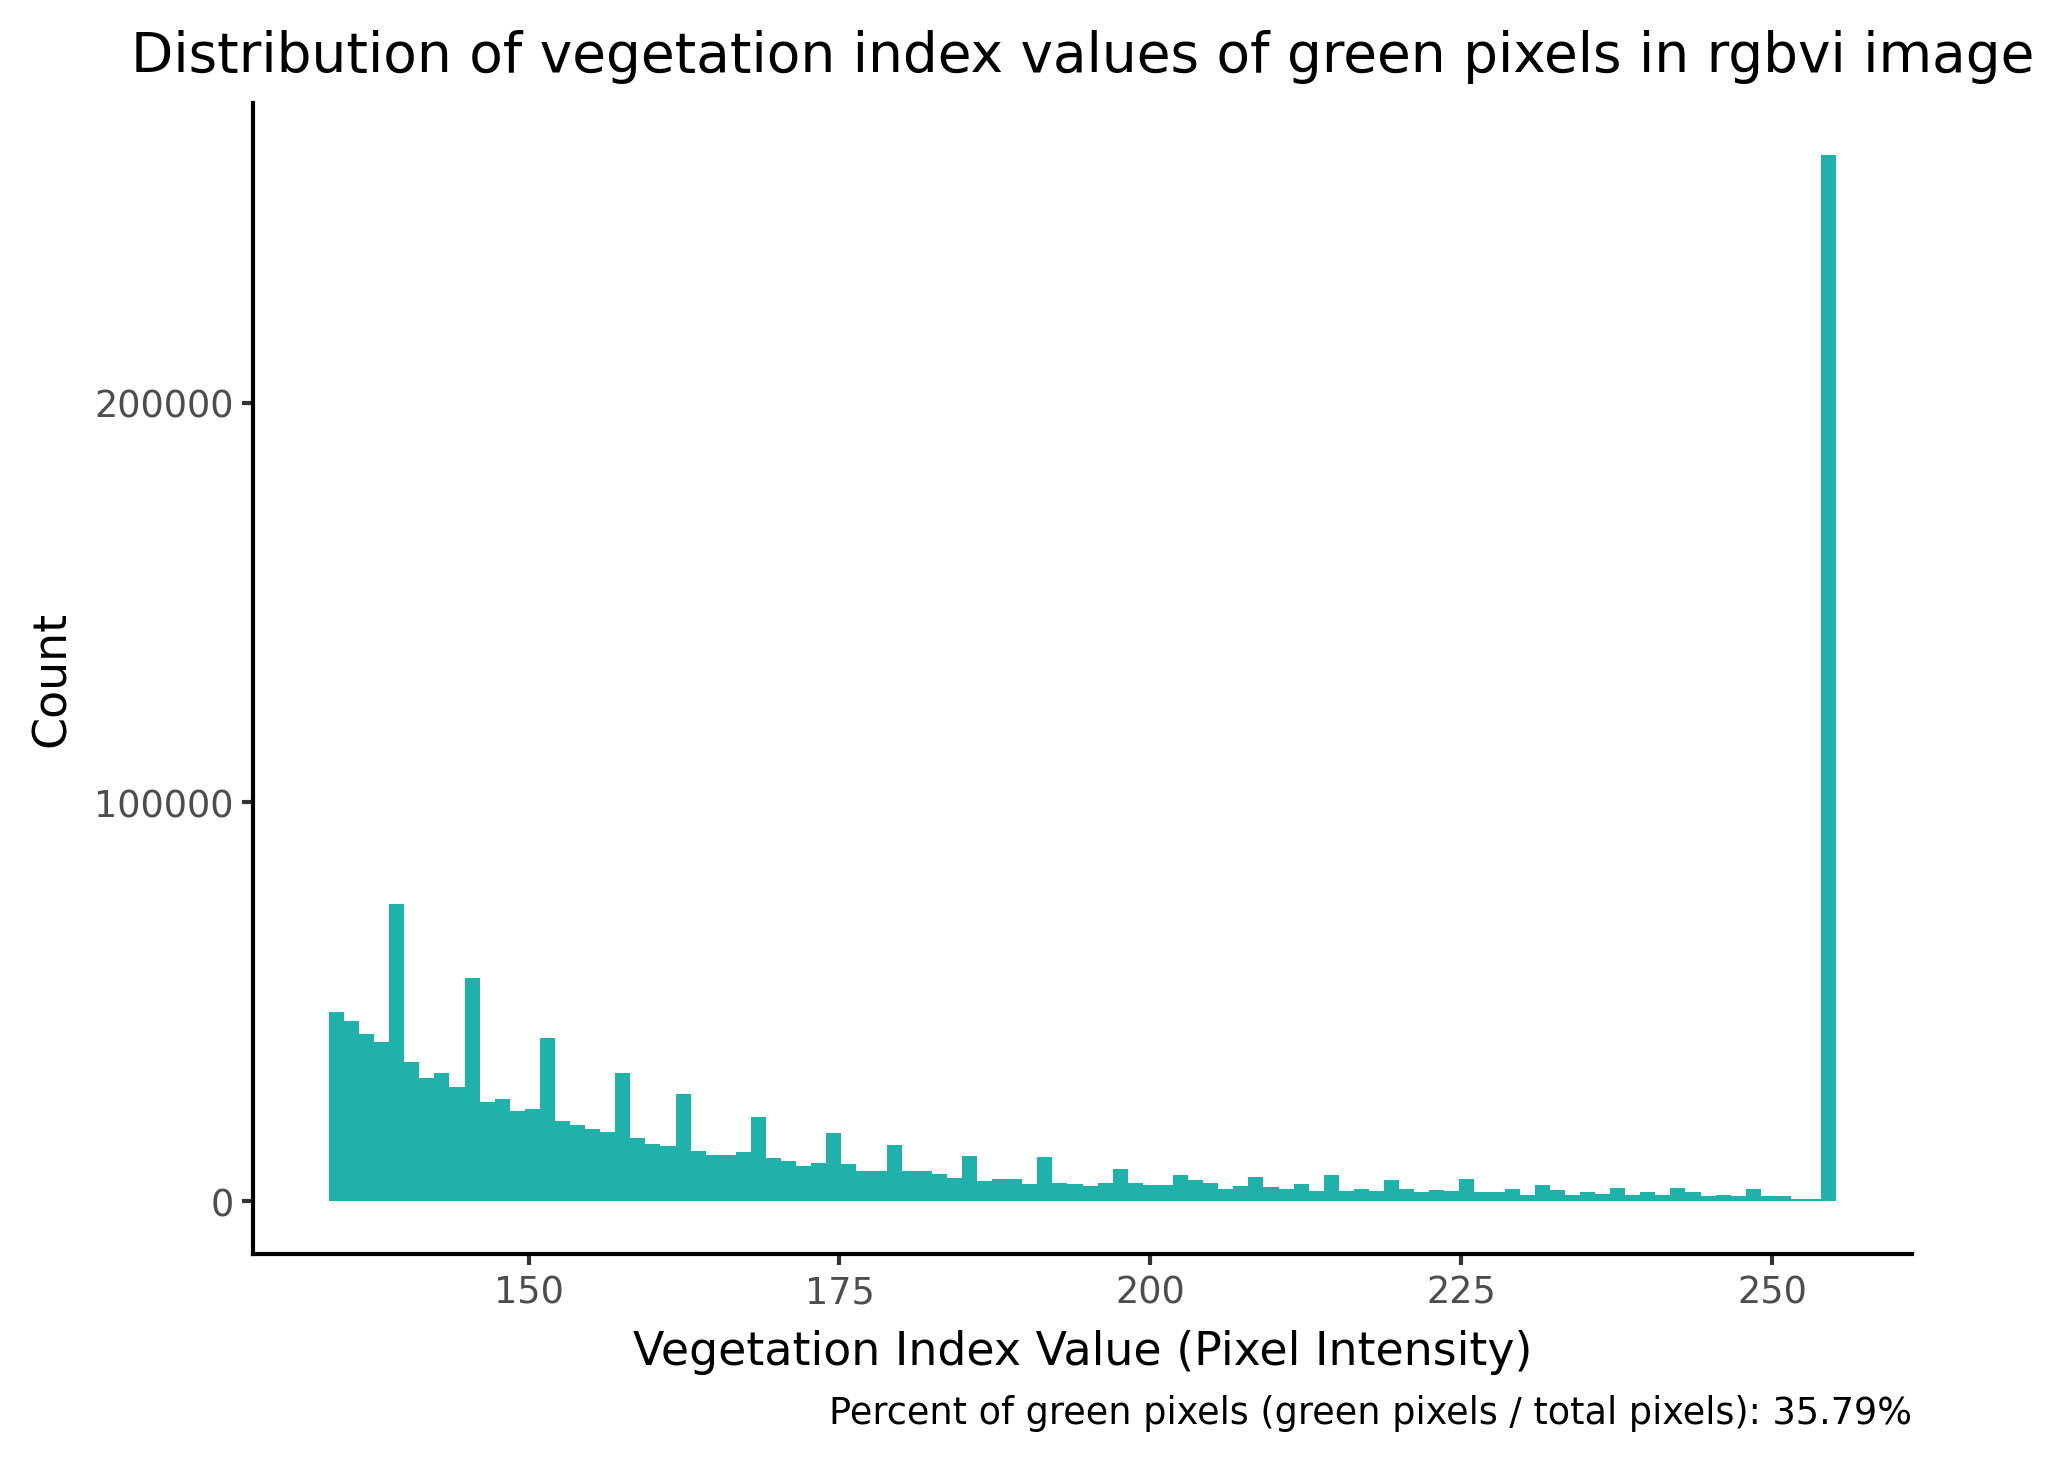 Distribution of vegetation index values of green pixels in rgbvi image
Count
200000
100000
0
150 175 200 225 250
Vegetation Index Value (Pixel Intensity)
Percent of green pixels (green pixels / total pixels): 35.79%